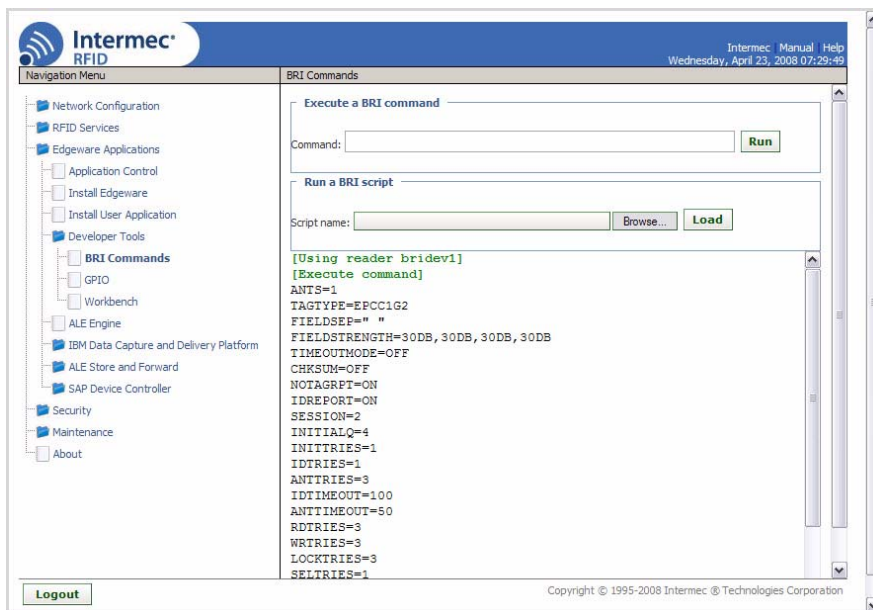 Intermec®
RFID
Intermec | Manual | Help
Wednesday, April 23, 2008 07:29:49
Navigation Menu
BRI Commands
Network Configuration
RFID Services
Edgeware Applications
Application Control
Install Edgeware
Install User Application
Developer Tools
BRI Commands
GPIO
Workbench
ALE Engine
IBM Data Capture and Delivery Platform
ALE Store and Forward
SAP Device Controller
Security
Maintenance
About
Execute a BRI command
Command:
Run
Run a BRI script
Script name:
Browse...
Load
[Using reader bridev1]
[Execute command]
ANTS=1
TAGTYPE=EPCC1G2
FIELDSEP=" "
FIELDSTRENGTH=30DB,30DB,30DB,30DB
TIMEOUTMODE=OFF
CHKSUM=OFF
NOTAGRPT=ON
IDREPORT=ON
SESSION=2
INITIALQ=4
INITTRIES=1
IDTRIES=1
ANTTRIES=3
IDTIMEOUT=100
ANTTIMEOUT=50
RDTRIES=3
WRTRIES=3
LOCKTRIES=3
SELTRIES=1
Logout
Copyright © 1995-2008 Intermec ® Technologies Corporation